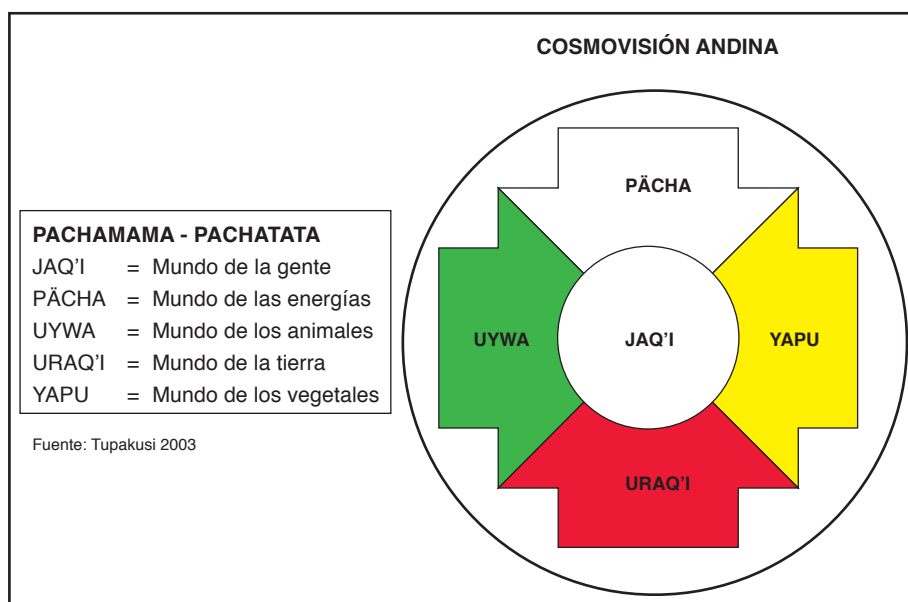 COSMOVISIÓN ANDINA
PÄCHA
UYWA
JAQ'I
YAPU
URAQ'I
PACHAMAMA - PACHATATA
JAQ'I = Mundo de la gente
PÄCHA = Mundo de las energías
UYWA = Mundo de los animales
URAQ'I = Mundo de la tierra
YAPU = Mundo de los vegetales
Fuente: Tupakusi 2003